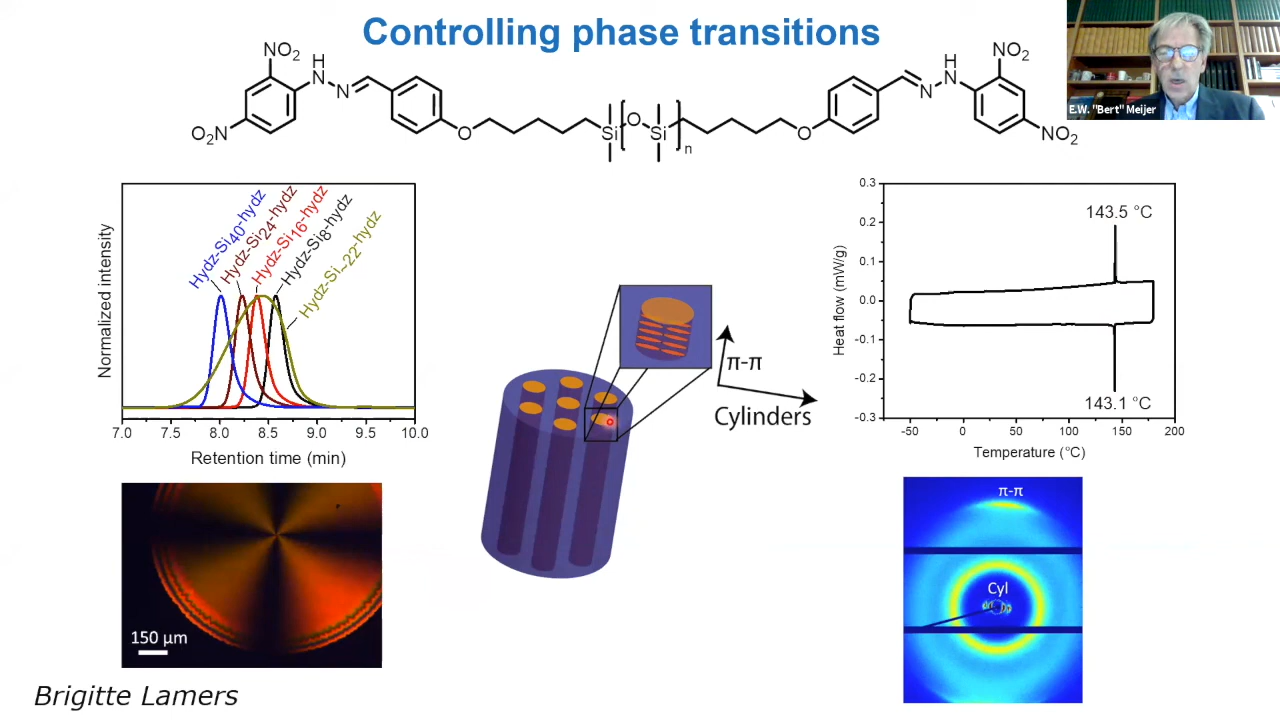 Controlling phase transitions
NO2
H
N
N
O2N
O
Si
O
Si
n
O
H
N
N
NO2
NO2
E.W. "Bert" Meijer
Normalized intensity
Hydz-Si40-hydz
Hydz-Si24-hydz
Hydz-Si16-hydz
Hydz-Si8-hydz
Hydz-Si~22-hydz
7.0 7.5 8.0 8.5 9.0 9.5 10.0
Retention time (min)
π-π
Cylinders
Heat flow (mW/g)
0.3
0.2
0.1
0.0
-0.1
-0.2
-0.3
143.5 °C
143.1 °C
-50 0 50 100 150 200
Temperature (°C)
150 µm
π-π
Cyl
Brigitte Lamers